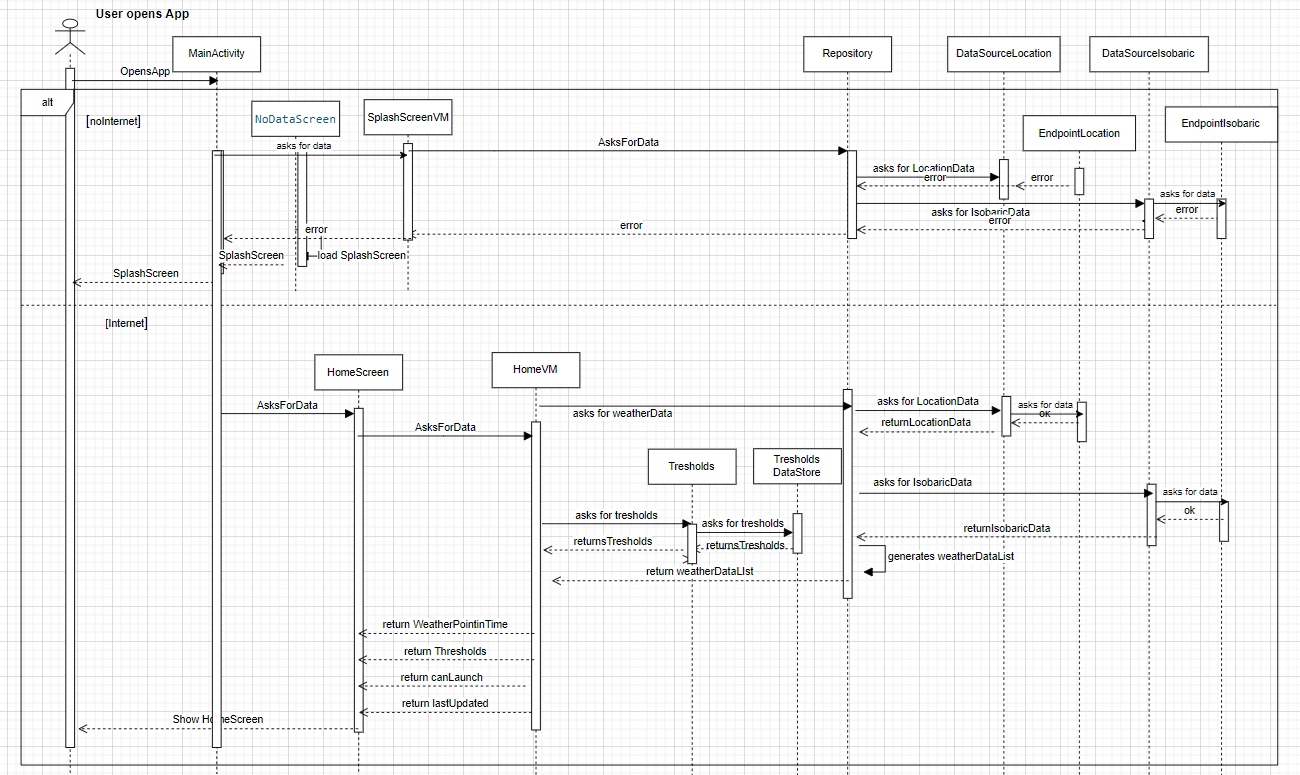 User opens App
MainActivity
Repository
DataSourceLocation
DataSourceIsobaric
OpensApp
alt
[noInternet]
NoDataScreen
SplashScreenVM
EndpointLocation
EndpointIsobaric
asks for data
AsksForData
asks for LocationData
error
error
asks for data
asks for IsobaricData
error
error
error
error
SplashScreen
load SplashScreen
SplashScreen
[Internet]
HomeScreen
HomeVM
AsksForData
asks for weatherData
asks for LocationData
asks for data
ok
returnLocationData
AsksForData
Tresholds
Tresholds
DataStore
asks for IsobaricData
asks for data
ok
asks for tresholds
asks for tresholds
returnIsobaricData
returnsTresholds
returnsTresholds
generates weatherDataList
return weatherDataLIst
return WeatherPointinTime
return Thresholds
return canLaunch
return lastUpdated
Show HomeScreen